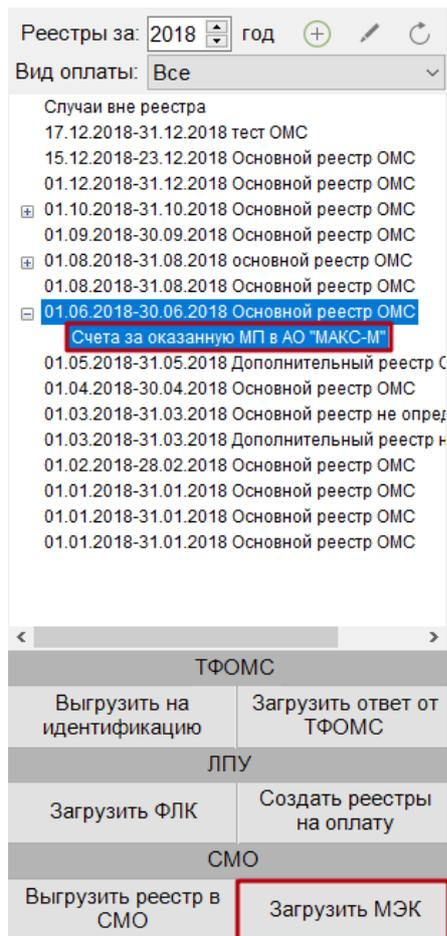 Реестры за: 2018 год
Вид оплаты: Все
Случаи вне реестра
17.12.2018-31.12.2018 тест ОМС
15.12.2018-23.12.2018 Основной реестр ОМС
01.12.2018-31.12.2018 Основной реестр ОМС
01.10.2018-31.10.2018 Основной реестр ОМС
01.09.2018-30.09.2018 Основной реестр ОМС
01.08.2018-31.08.2018 основной реестр ОМС
01.08.2018-31.08.2018 Основной реестр ОМС
01.06.2018-30.06.2018 Основной реестр ОМС
Счета за оказанную МП в АО "МАКС-М"
01.05.2018-31.05.2018 Дополнительный реестр
01.04.2018-30.04.2018 Основной реестр ОМС
01.03.2018-31.03.2018 Основной реестр не опред
01.03.2018-31.03.2018 Дополнительный реестр н
01.02.2018-28.02.2018 Основной реестр ОМС
01.01.2018-31.01.2018 Основной реестр ОМС
01.01.2018-31.01.2018 Основной реестр ОМС
01.01.2018-31.01.2018 Основной реестр ОМС
ТФОМС
Выгрузить на идентификацию
Загрузить ответ от ТФОМС
ЛПУ
Загрузить ФЛК
Создать реестры на оплату
СМО
Выгрузить реестр в СМО
Загрузить МЭК